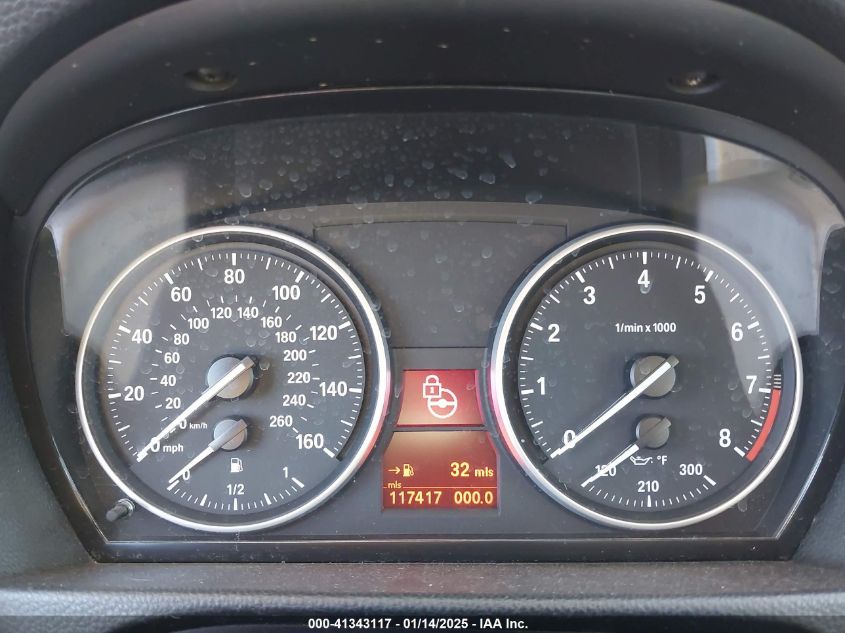 20 40 60 80 100 120 140 160
20 40 60 80 100 120 140 160 180 200 220 240 260
0 km/h
0 mph
0 1/2 1
32 mls
mls
117417 000.0
0 1 2 3 4 5 6 7 8
1/min x 1000
120 210 300
°F
000-41343117 - 01/14/2025 - IAA Inc.